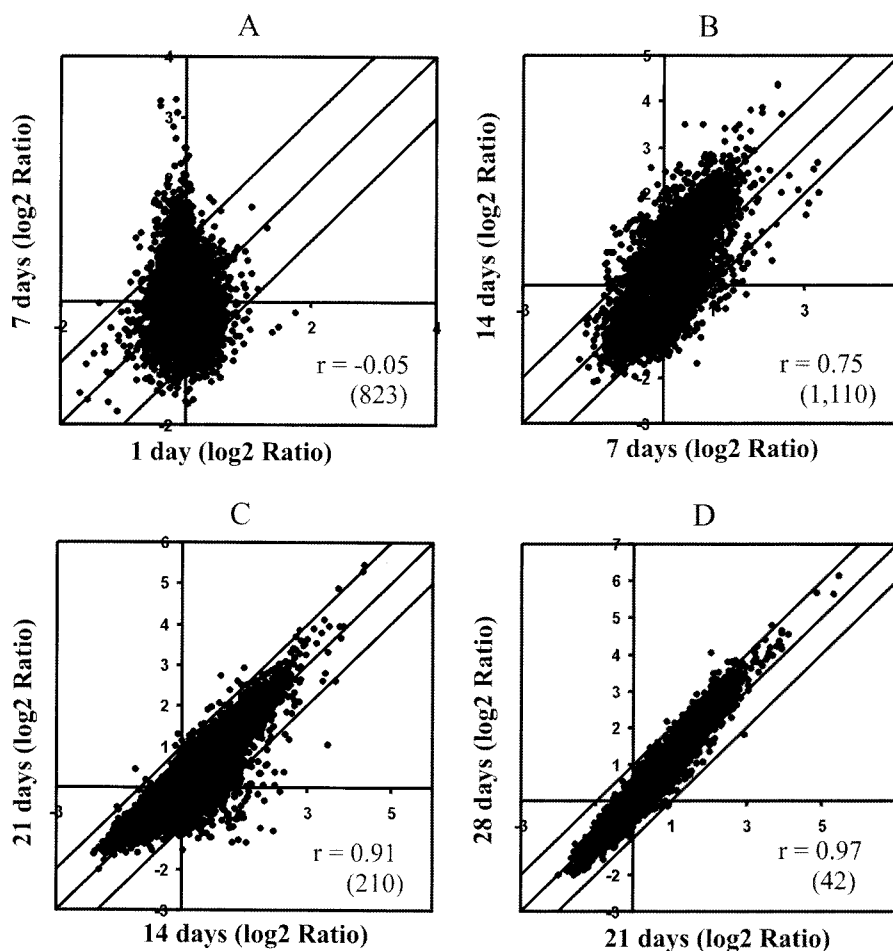 A
4
3
7 days (log2 Ratio)
-2
2
4
r = -0.05
(823)
-2
1 day (log2 Ratio)
B
5
4
3
2
14 days (log2 Ratio)
-3
1
3
-2
r = 0.75
(1,110)
-3
7 days (log2 Ratio)
C
6
5
4
3
2
1
21 days (log2 Ratio)
-3
3
5
r = 0.91
-2
(210)
-3
14 days (log2 Ratio)
D
7
6
5
4
3
2
1
28 days (log2 Ratio)
-3
1
3
5
r = 0.97
-2
(42)
-3
21 days (log2 Ratio)